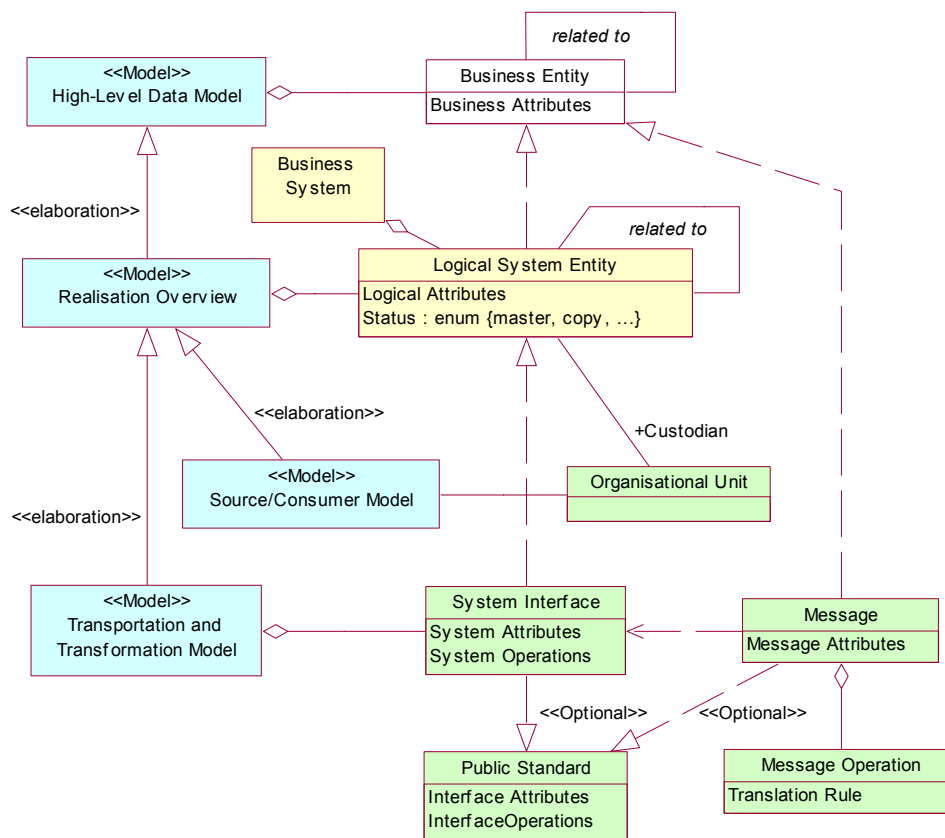 related to
<<Model>>
High-Level Data Model
Business Entity
Business Attributes
Business
System
<<elaboration>>
related to
<<Model>>
Realisation Overview
Logical System Entity
Logical Attributes
Status : enum {master, copy, ...}
<<elaboration>>
+Custodian
<<Model>>
Source/Consumer Model
Organisational Unit
<<elaboration>>
<<Model>>
Transportation and
Transformation Model
System Interface
System Attributes
System Operations
Message
Message Attributes
<<Optional>>
<<Optional>>
Public Standard
Interface Attributes
InterfaceOperations
Message Operation
Translation Rule